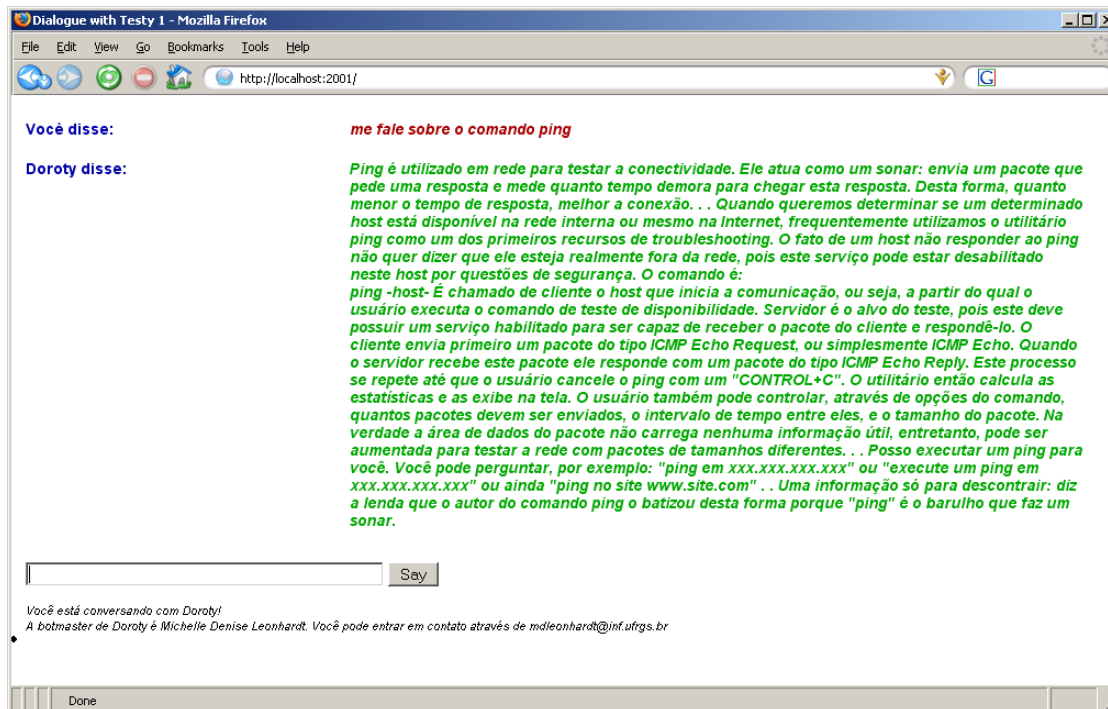 Dialogue with Testy 1 - Mozilla Firefox
File Edit View Go Bookmarks Tools Help
http://localhost:2001/
G
Você disse: me fale sobre o comando ping
Doroty disse: Ping é utilizado em rede para testar a conectividade. Ele atua como um sonar: envia um pacote que
pede uma resposta e mede quanto tempo demora para chegar esta resposta. Desta forma, quanto
menor o tempo de resposta, melhor a conexão. . . Quando queremos determinar se um determinado
host está disponível na rede interna ou mesmo na Internet, frequentemente utilizamos o utilitário
ping como um dos primeiros recursos de troubleshooting. O fato de um host não responder ao ping
não quer dizer que ele esteja realmente fora da rede, pois este serviço pode estar desabilitado
neste host por questões de segurança. O comando é:
ping -host- É chamado de cliente o host que inicia a comunicação, ou seja, a partir do qual o
usuário executa o comando de teste de disponibilidade. Servidor é o alvo do teste, pois este deve
possuir um serviço habilitado para ser capaz de receber o pacote do cliente e respondê-lo. O
cliente envia primeiro um pacote do tipo ICMP Echo Request, ou simplesmente ICMP Echo. Quando
o servidor recebe este pacote ele responde com um pacote do tipo ICMP Echo Reply. Este processo
se repete até que o usuário cancele o ping com um "CONTROL+C". O utilitário então calcula as
estatísticas e as exibe na tela. O usuário também pode controlar, através de opções do comando,
quantos pacotes devem ser enviados, o intervalo de tempo entre eles, e o tamanho do pacote. Na
verdade a área de dados do pacote não carrega nenhuma informação útil, entretanto, pode ser
aumentada para testar a rede com pacotes de tamanhos diferentes. . . Posso executar um ping para
você. Você pode perguntar, por exemplo: "ping em xxx.xxx.xxx.xxx" ou "execute um ping em
xxx.xxx.xxx.xxx" ou ainda "ping no site www.site.com" . . Uma informação só para descontrair: diz
a lenda que o autor do comando ping o batizou desta forma porque "ping" é o barulho que faz um
sonar.
Say
Você está conversando com Doroty!
A botmaster de Doroty é Michelle Denise Leonhardt. Você pode entrar em contato através de mdleonhardt@inf.ufrgs.br
Done